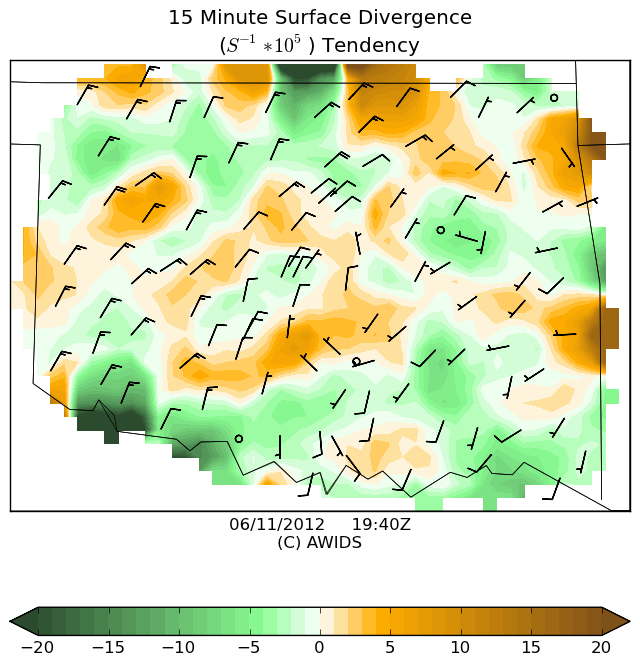 15 Minute Surface Divergence
(S⁻¹ * 10⁵ ) Tendency
06/11/2012 19:40Z
(C) AWIDS
−20 −15 −10 −5 0 5 10 15 20